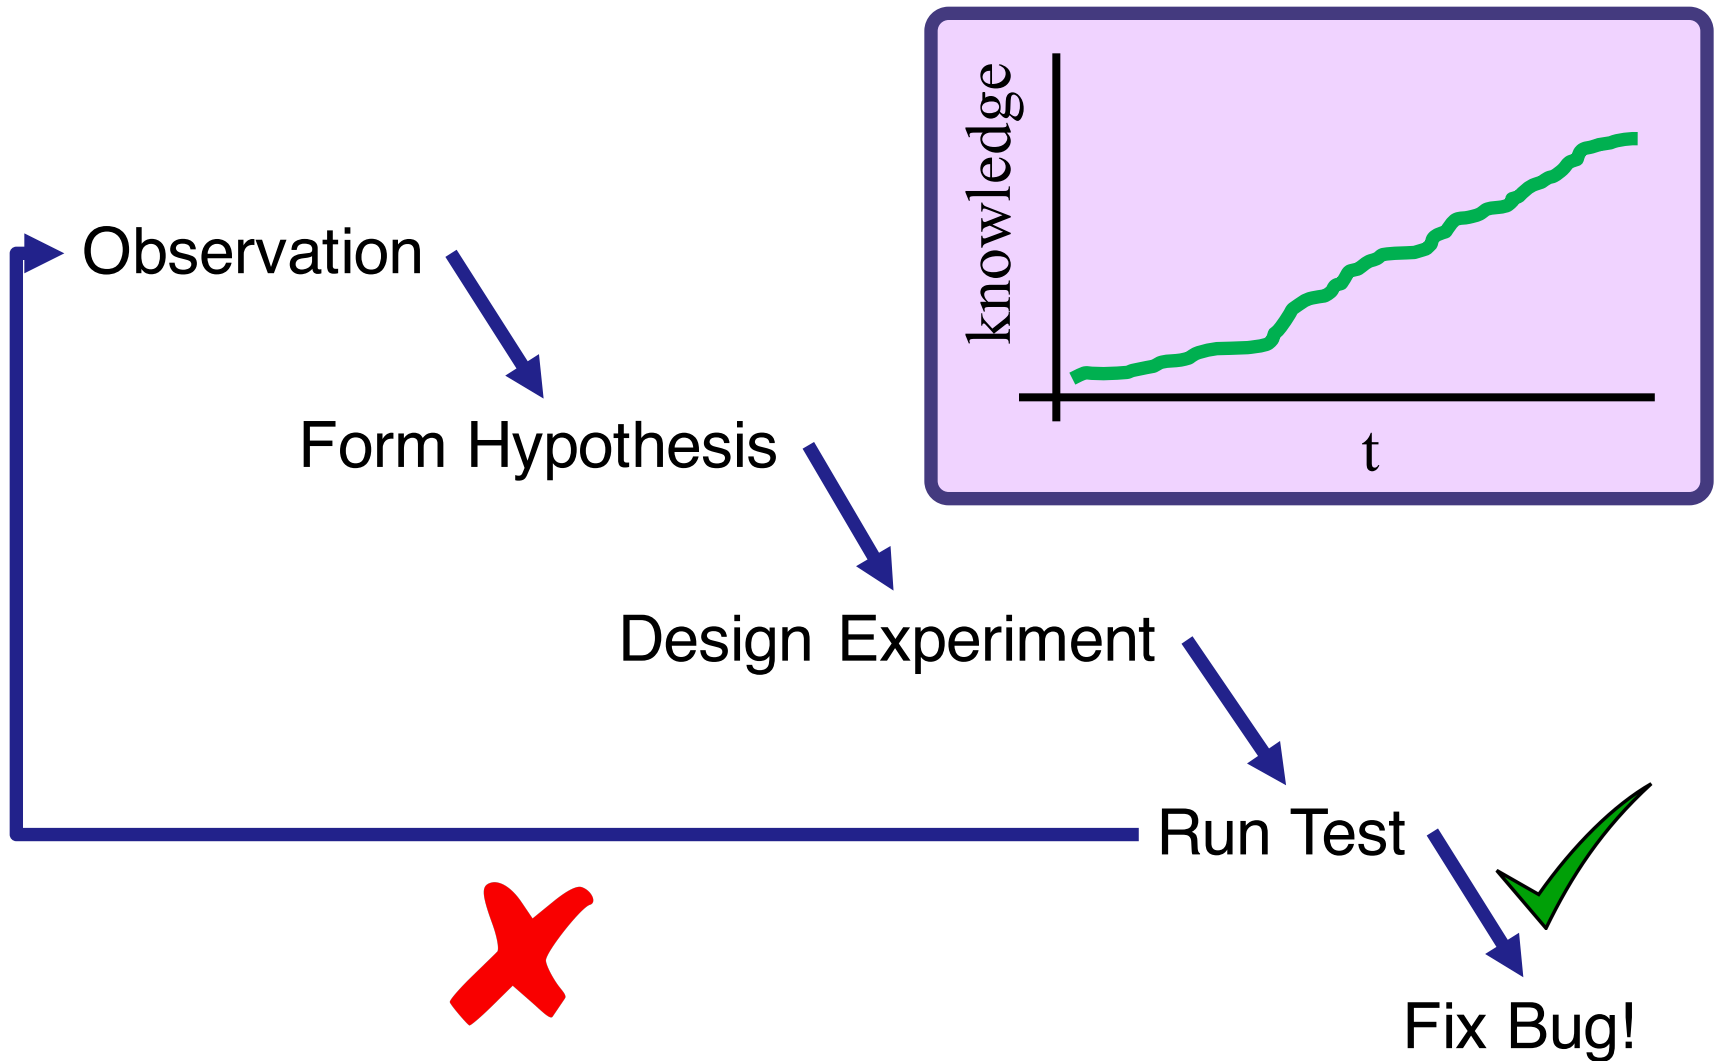 knowledge
t
Observation
Form Hypothesis
Design Experiment
Run Test
Fix Bug!